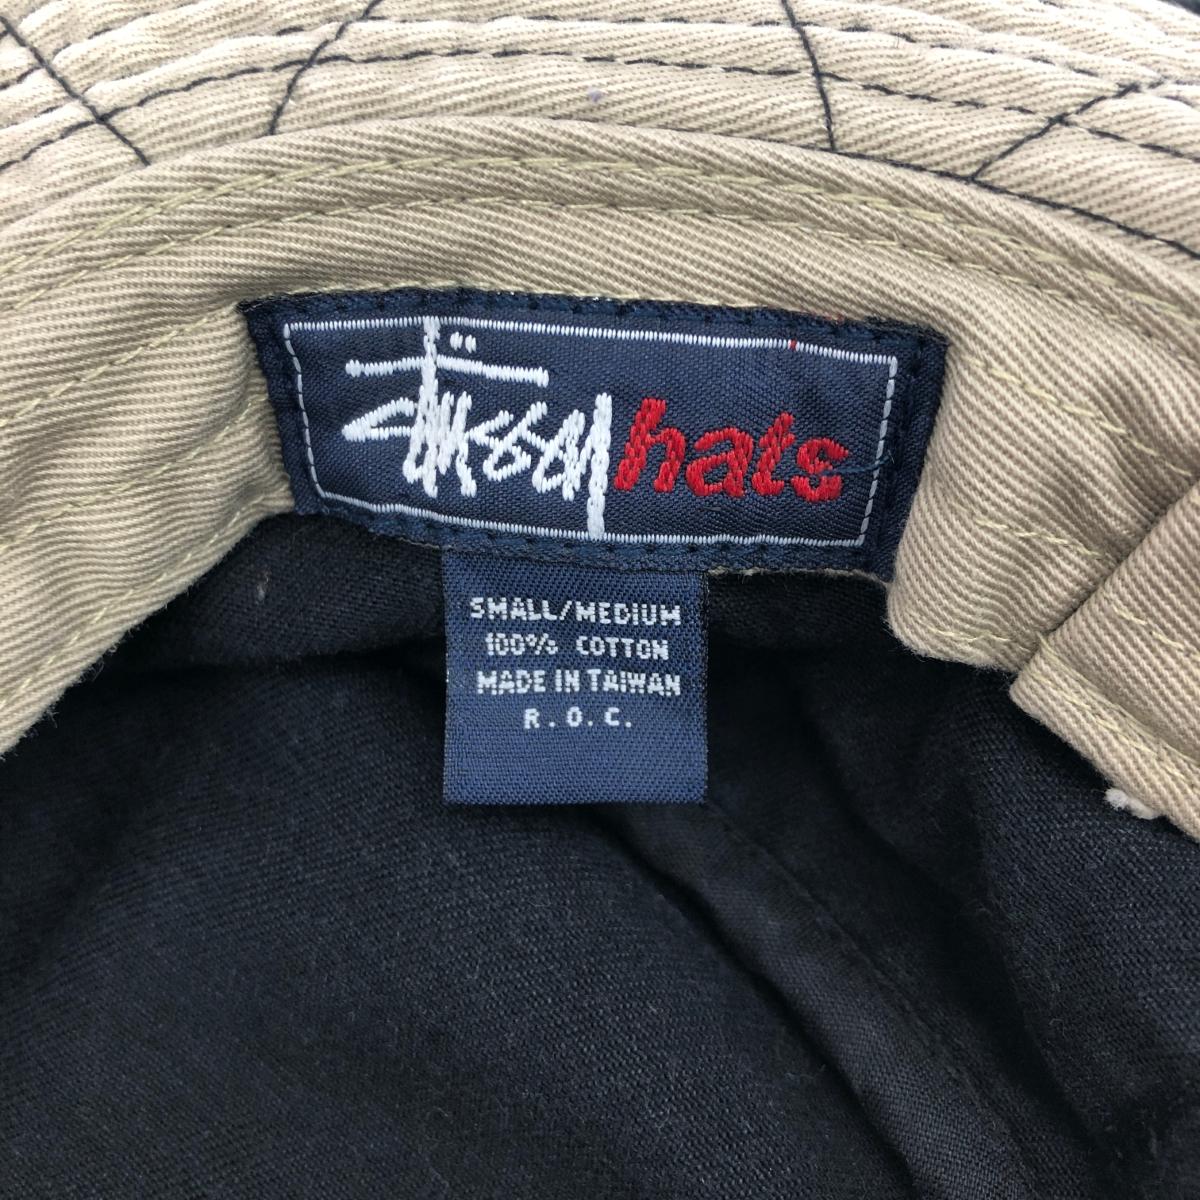 Stüssy hats
SMALL/MEDIUM
100% COTTON
MADE IN TAIWAN
R.O.C.